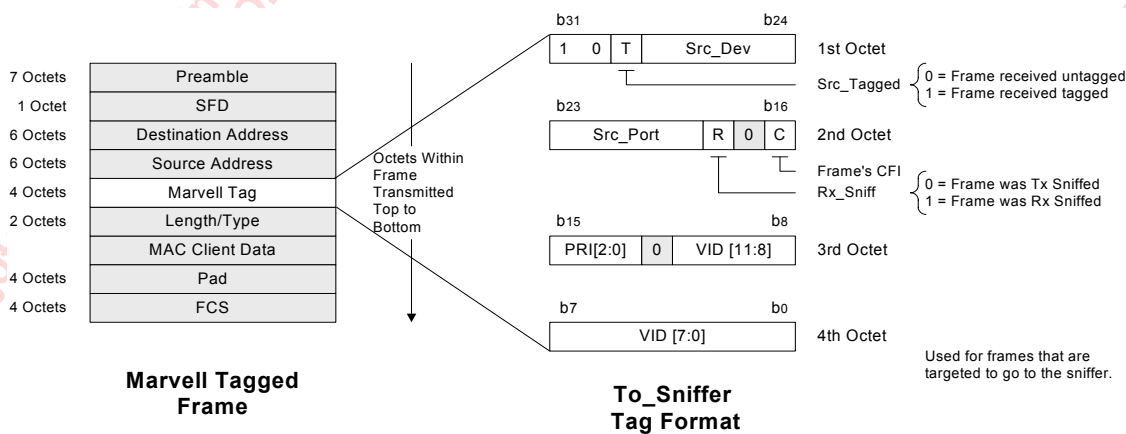 b31 b24
1 0 T Src_Dev 1st Octet
Src_Tagged 0 = Frame received untagged
1 = Frame received tagged
b23 b16
Src_Port R 0 C 2nd Octet
Frame's CFI
Rx_Sniff 0 = Frame was Tx Sniffed
1 = Frame was Rx Sniffed
b15 b8
PRI[2:0] 0 VID [11:8] 3rd Octet
b7 b0
VID [7:0] 4th Octet
Used for frames that are
targeted to go to the sniffer.
To_Sniffer
Tag Format
7 Octets Preamble
1 Octet SFD
6 Octets Destination Address
6 Octets Source Address
4 Octets Marvell Tag
2 Octets Length/Type
MAC Client Data
4 Octets Pad
4 Octets FCS
Octets Within
Frame
Transmitted
Top to
Bottom
Marvell Tagged
Frame